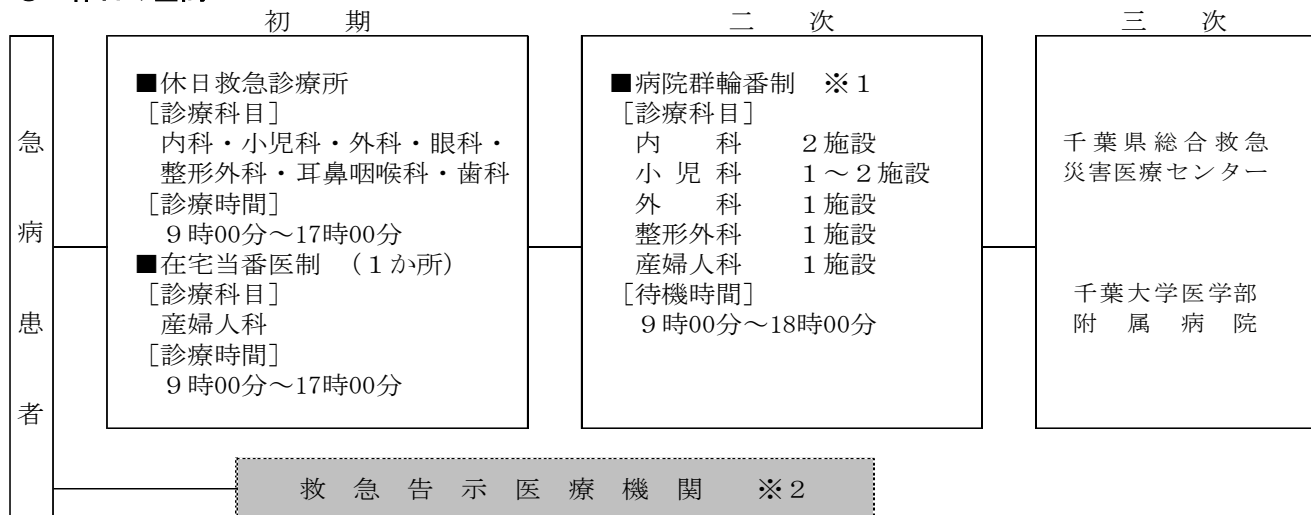 初　期
二　次
三　次
急病患者
■休日救急診療所
［診療科目］
内科・小児科・外科・眼科・
整形外科・耳鼻咽喉科・歯科
［診療時間］
９時00分～17時00分
■在宅当番医制　（１か所）
［診療科目］
産婦人科
［診療時間］
９時00分～17時00分
■病院群輪番制　※１
［診療科目］
内　　科　　２施設
小 児 科　　１～２施設
外　　科　　１施設
整形外科　　１施設
産婦人科　　１施設
［待機時間］
９時00分～18時00分
千葉県総合救急
災害医療センター
千葉大学医学部
附　属　病　院
救　急　告　示　医　療　機　関　　※２